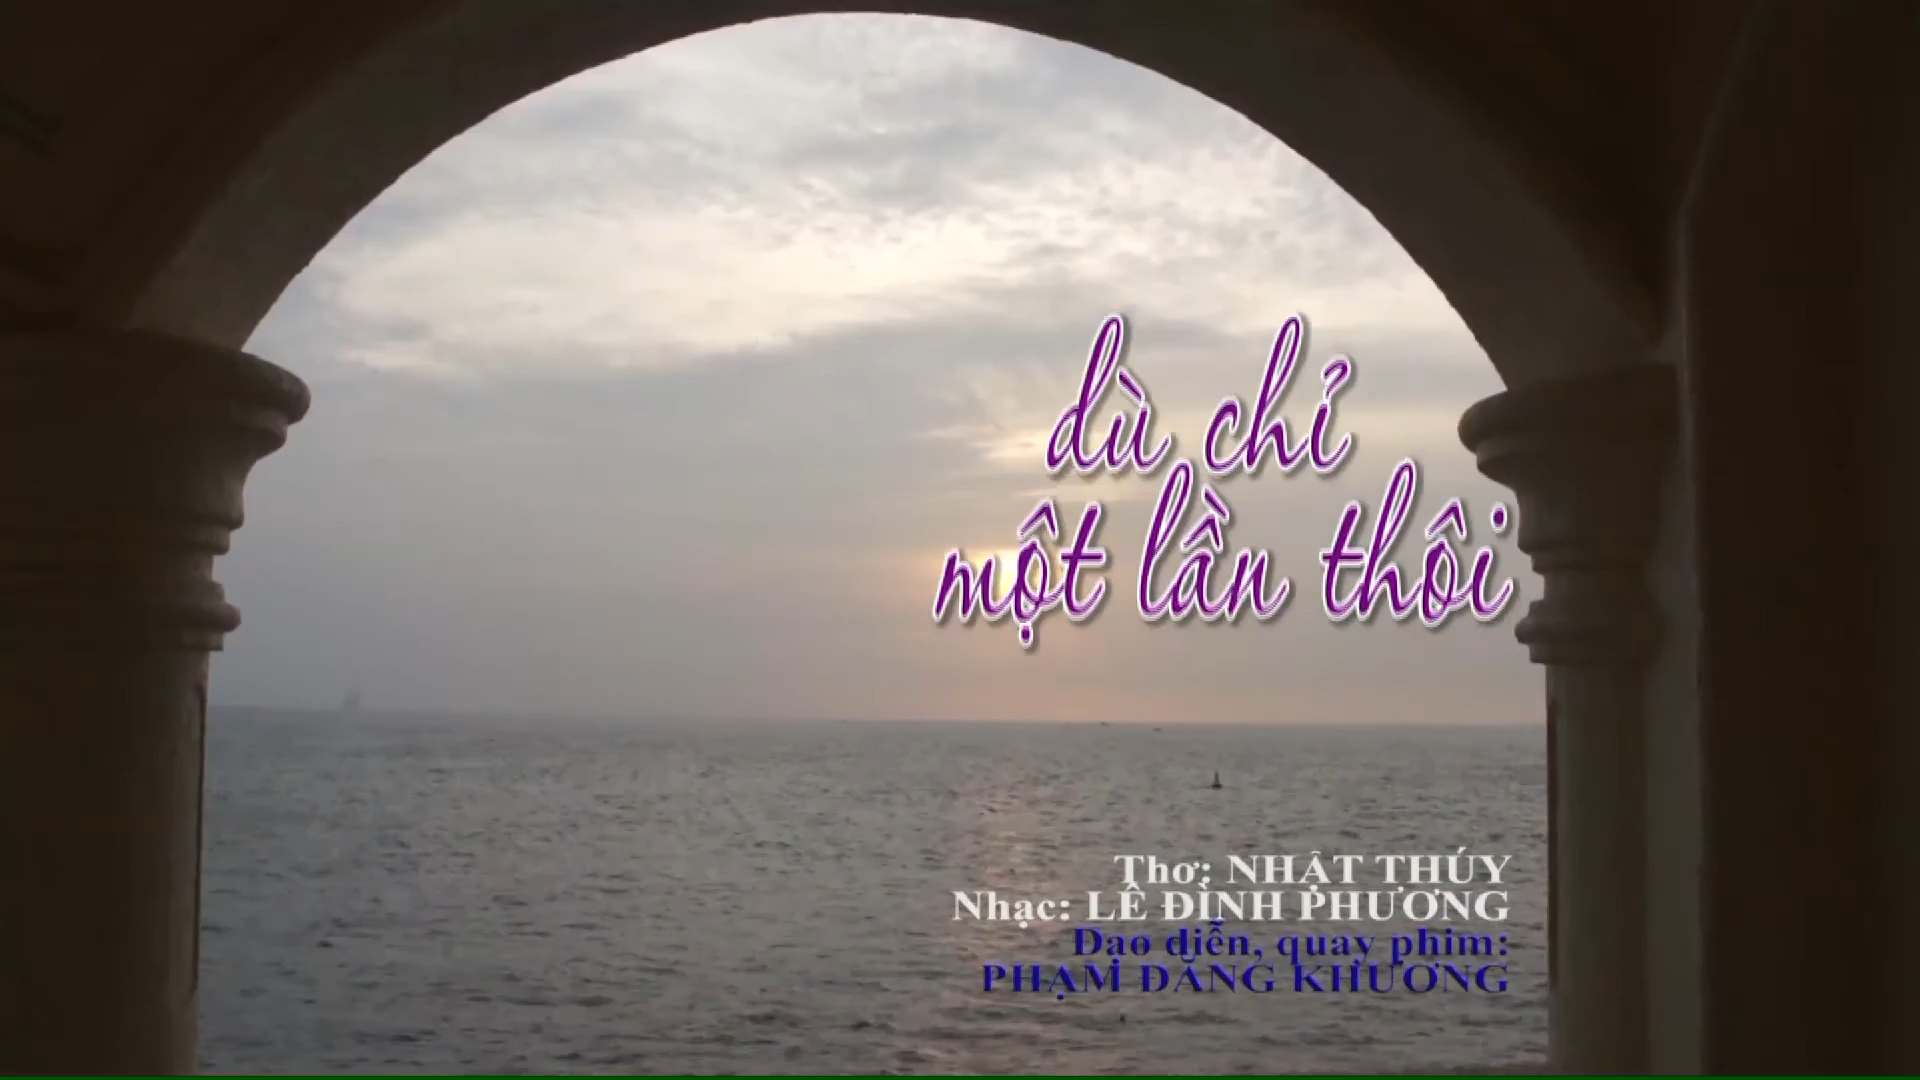 dù chỉ
một lần thôi
Thơ: NHẬT THÚY
Nhạc: LÊ ĐÌNH PHƯƠNG
Đạo diễn, quay phim:
PHẠM ĐĂNG KHƯƠNG